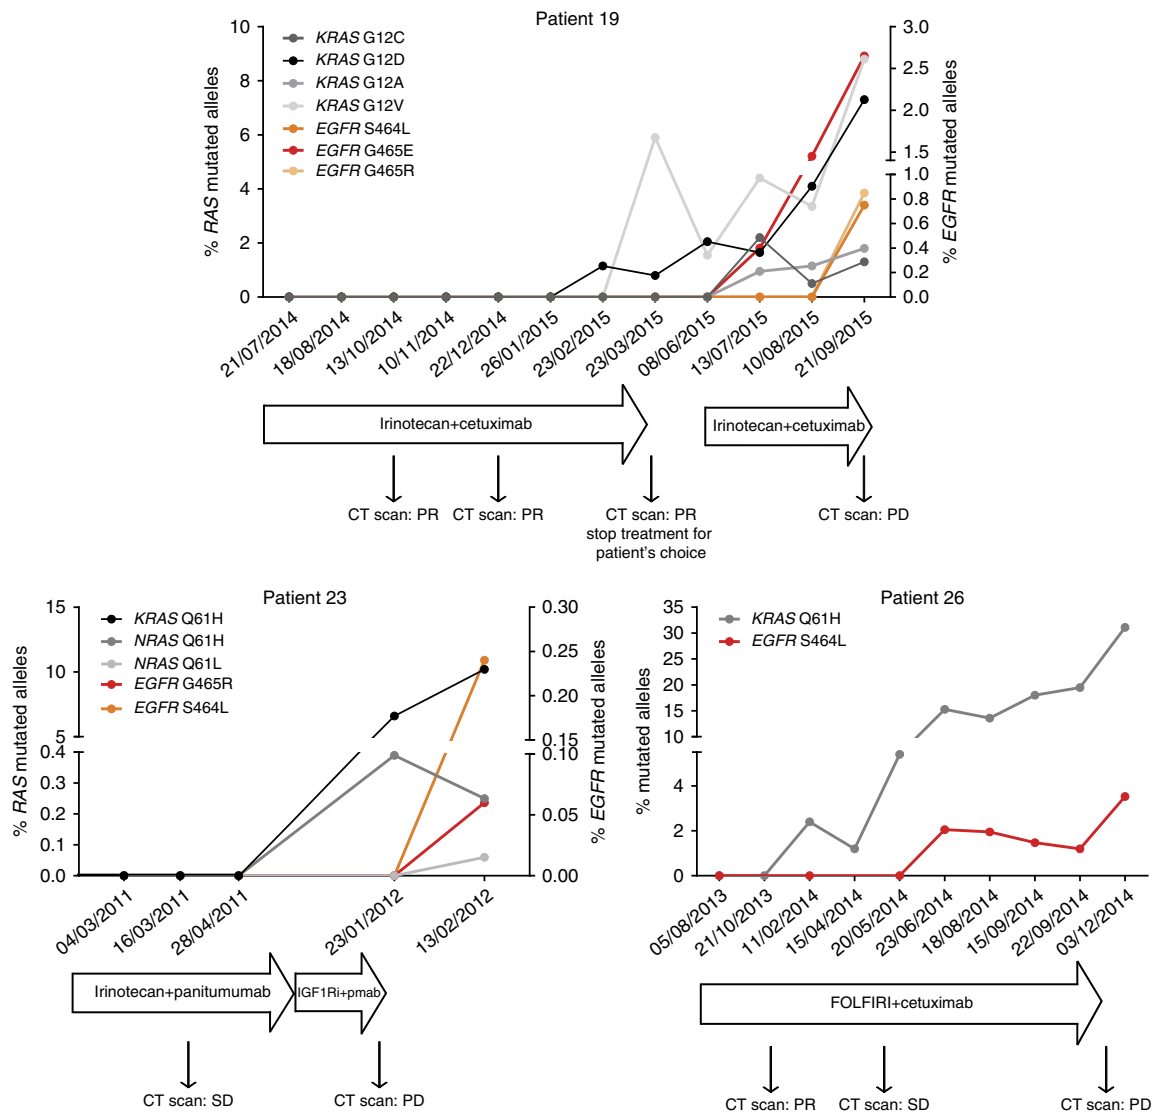 Patient 19
KRAS G12C
KRAS G12D
KRAS G12A
KRAS G12V
EGFR S464L
EGFR G465E
EGFR G465R
% RAS mutated alleles
10
8
6
4
2
0
% EGFR mutated alleles
3.0
2.5
2.0
1.5
1.0
0.8
0.6
0.4
0.2
0.0
21/07/2014
18/08/2014
13/10/2014
10/11/2014
22/12/2014
26/01/2015
23/02/2015
23/03/2015
08/06/2015
13/07/2015
10/08/2015
21/09/2015
Irinotecan+cetuximab
Irinotecan+cetuximab
CT scan: PR
CT scan: PR
CT scan: PR
stop treatment for
patient's choice
CT scan: PD
Patient 23
KRAS Q61H
NRAS Q61H
NRAS Q61L
EGFR G465R
EGFR S464L
% RAS mutated alleles
15
10
5
0.4
0.3
0.2
0.1
0.0
% EGFR mutated alleles
0.30
0.25
0.20
0.15
0.10
0.05
0.00
04/03/2011
16/03/2011
28/04/2011
23/01/2012
13/02/2012
Irinotecan+panitumumab
IGF1Ri+pmab
CT scan: SD
CT scan: PD
Patient 26
KRAS Q61H
EGFR S464L
% mutated alleles
35
30
25
20
15
10
4
2
0
05/08/2013
21/10/2013
11/02/2014
15/04/2014
20/05/2014
23/06/2014
18/08/2014
15/09/2014
22/09/2014
03/12/2014
FOLFIRI+cetuximab
CT scan: PR
CT scan: SD
CT scan: PD